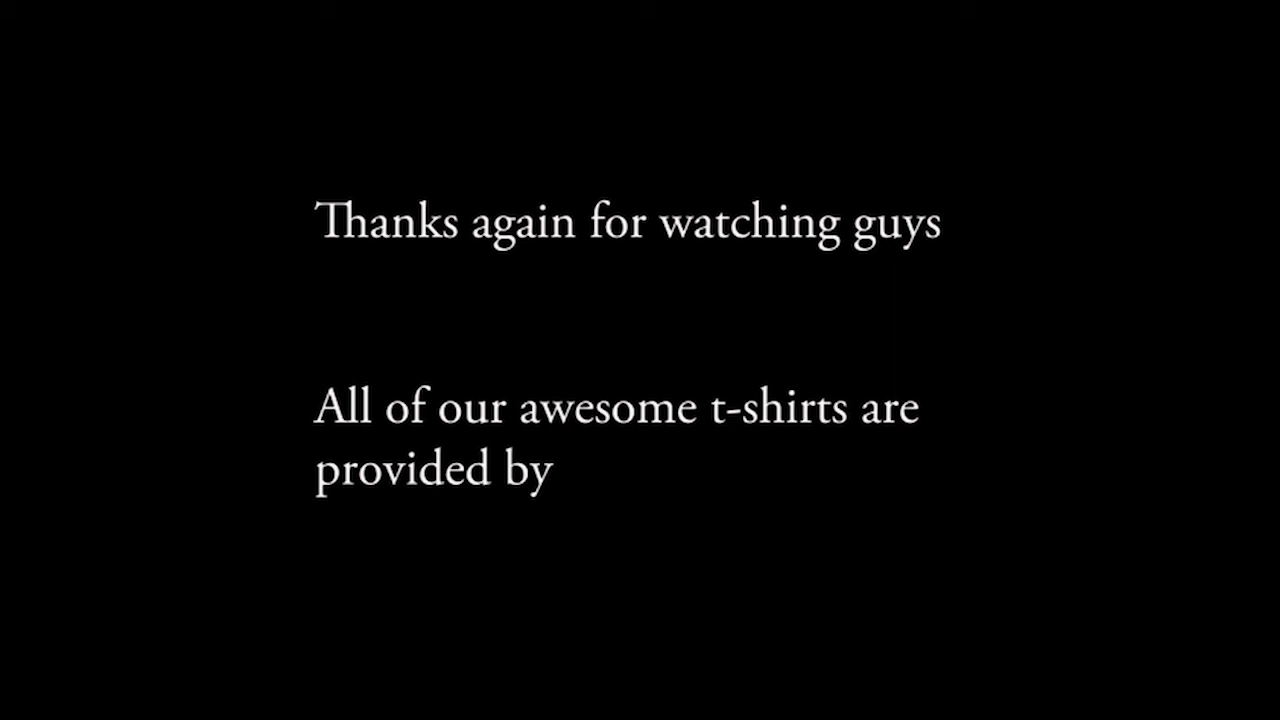 Thanks again for watching guys
All of our awesome t-shirts are
provided by